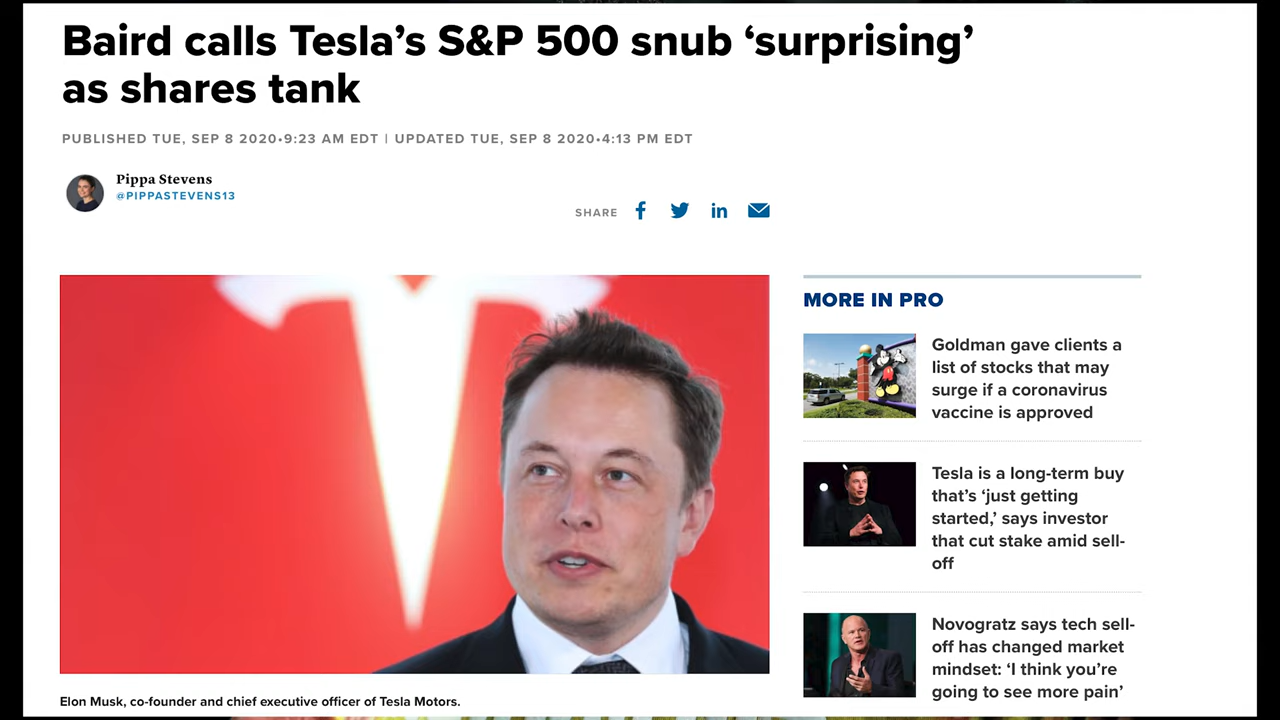 Baird calls Tesla’s S&P 500 snub ‘surprising’
as shares tank
PUBLISHED TUE, SEP 8 2020•9:23 AM EDT | UPDATED TUE, SEP 8 2020•4:13 PM EDT
Pippa Stevens
@PIPPASTEVENS13
SHARE
Elon Musk, co-founder and chief executive officer of Tesla Motors.
MORE IN PRO
Goldman gave clients a
list of stocks that may
surge if a coronavirus
vaccine is approved
Tesla is a long-term buy
that’s ‘just getting
started,’ says investor
that cut stake amid sell-
off
Novogratz says tech sell-
off has changed market
mindset: ‘I think you’re
going to see more pain’